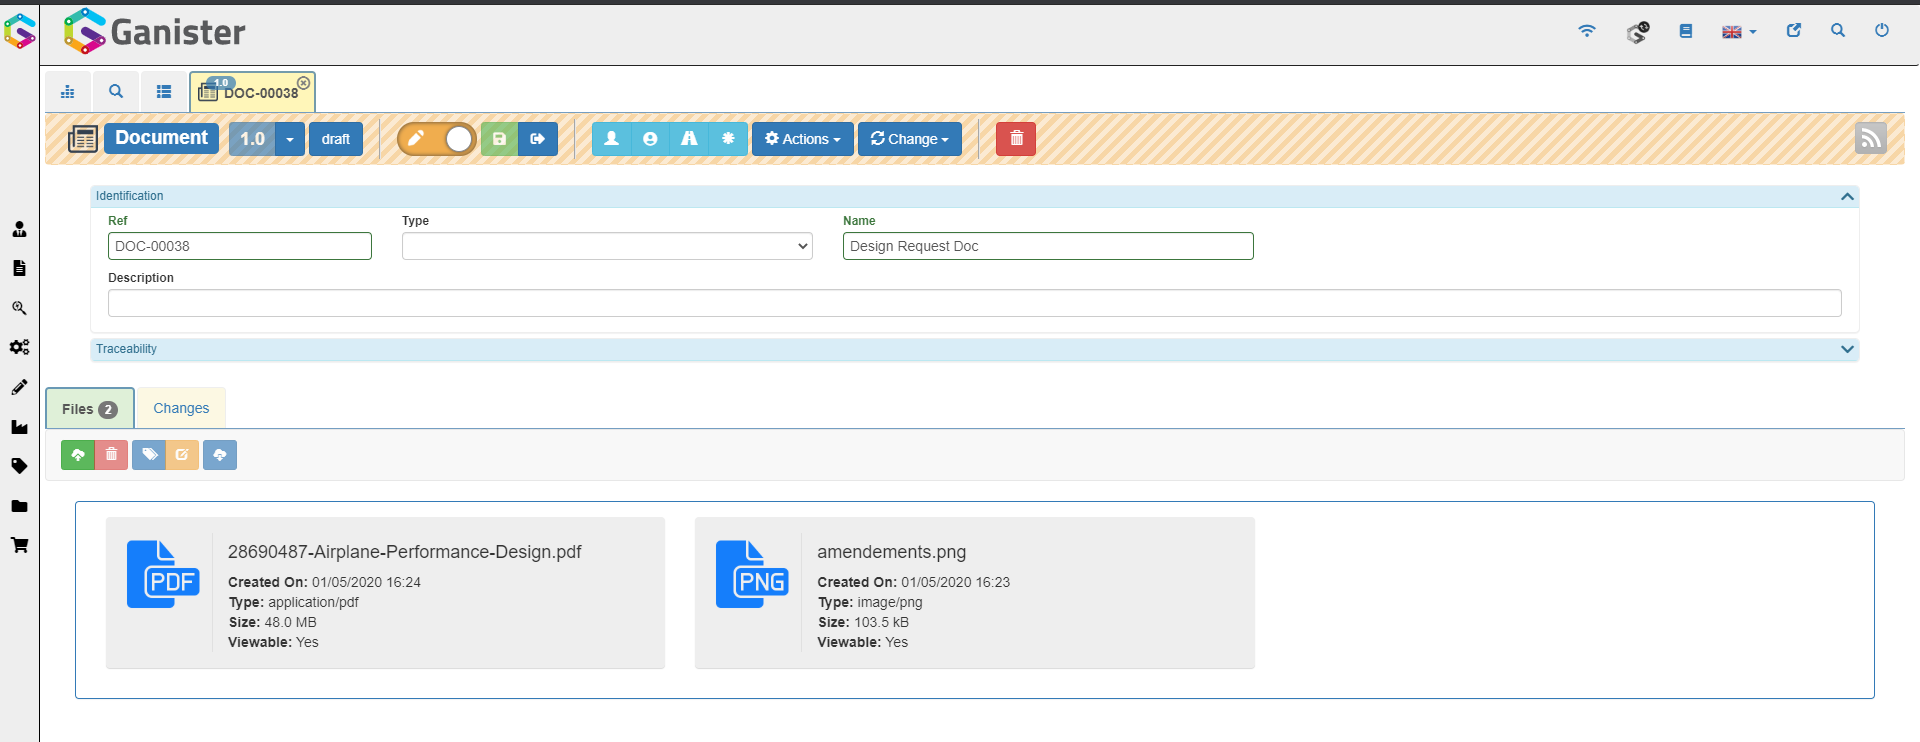 Ganister
1.0
DOC-00038
Document
1.0
draft
Actions
Change
Identification
Ref
Type
Name
DOC-00038
Design Request Doc
Description
Traceability
Files 2
Changes
PDF
28690487-Airplane-Performance-Design.pdf
Created On: 01/05/2020 16:24
Type: application/pdf
Size: 48.0 MB
Viewable: Yes
PNG
amendements.png
Created On: 01/05/2020 16:23
Type: image/png
Size: 103.5 kB
Viewable: Yes